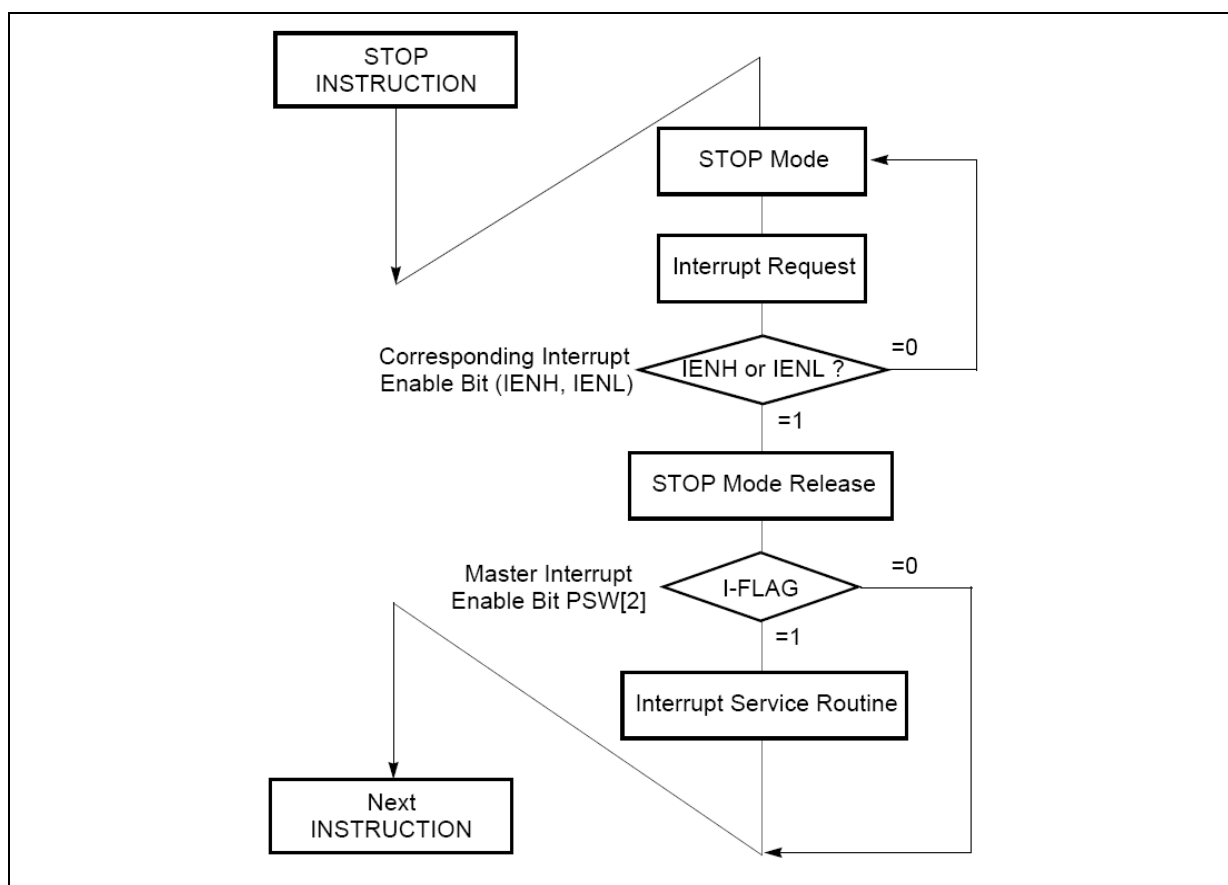 STOP
INSTRUCTION
STOP Mode
Interrupt Request
Corresponding Interrupt
Enable Bit (IENH, IENL)
IENH or IENL ?
=0
=1
STOP Mode Release
Master Interrupt
Enable Bit PSW[2]
I-FLAG
=0
=1
Interrupt Service Routine
Next
INSTRUCTION